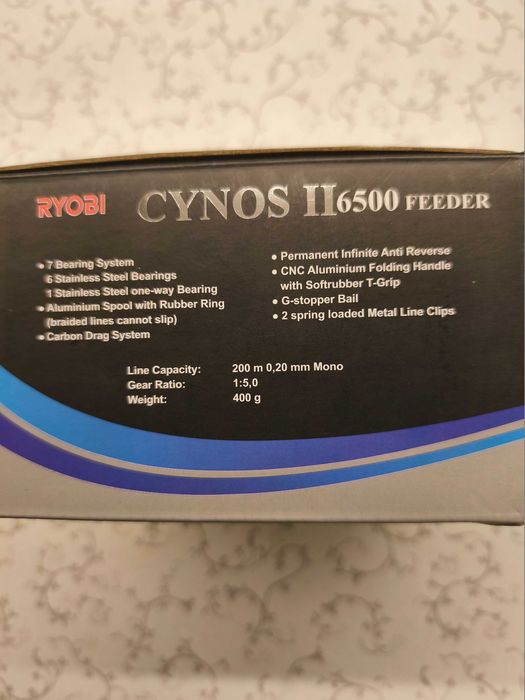 RYOBI CYNOS II 6500 FEEDER
• 7 Bearing System
6 Stainless Steel Bearings
1 Stainless Steel one-way Bearing
• Aluminium Spool with Rubber Ring
(braided lines cannot slip)
• Carbon Drag System
• Permanent Infinite Anti Reverse
• CNC Aluminium Folding Handle
with Softrubber T-Grip
• G-stopper Bail
• 2 spring loaded Metal Line Clips
Line Capacity: 200 m 0,20 mm Mono
Gear Ratio: 1:5,0
Weight: 400 g